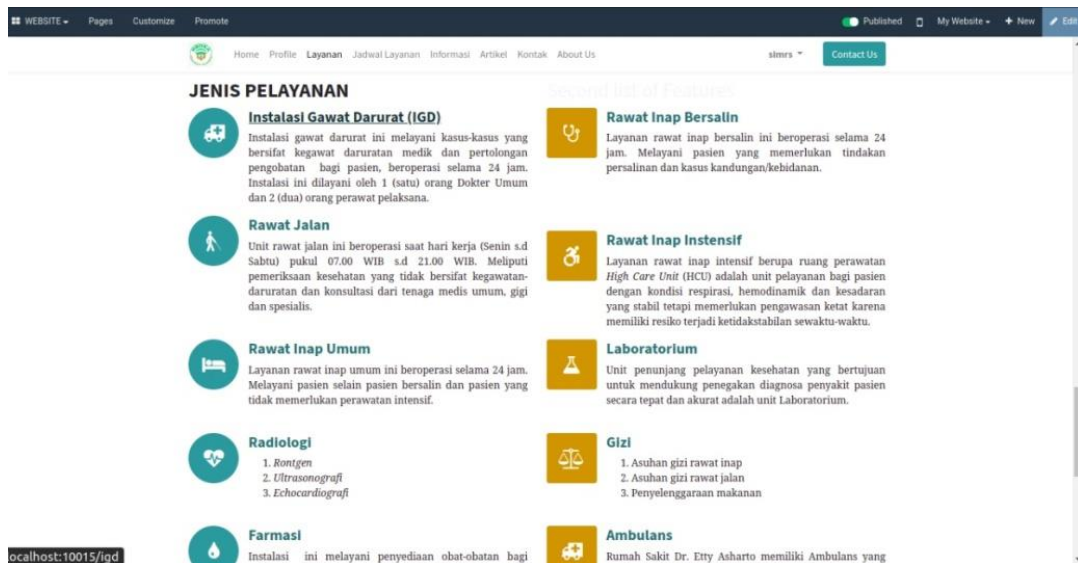 WEBSITE Pages Customize Promote Published My Website + New Edit
Home Profile Layanan Jadwal Layanan Informasi Artikel Kontak About Us simrs Contact Us
JENIS PELAYANAN
Second list of Features
Instalasi Gawat Darurat (IGD)
Instalasi gawat darurat ini melayani kasus-kasus yang
bersifat kegawat daruratan medik dan pertolongan
pengobatan bagi pasien, beroperasi selama 24 jam.
Instalasi ini dilayani oleh 1 (satu) orang Dokter Umum
dan 2 (dua) orang perawat pelaksana.
Rawat Inap Bersalin
Layanan rawat inap bersalin ini beroperasi selama 24
jam. Melayani pasien yang memerlukan tindakan
persalinan dan kasus kandungan/kebidanan.
Rawat Jalan
Unit rawat jalan ini beroperasi saat hari kerja (Senin s.d
Sabtu) pukul 07.00 WIB s.d 21.00 WIB. Meliputi
pemeriksaan kesehatan yang tidak bersifat kegawat-
daruratan dan konsultasi dari tenaga medis umum, gigi
dan spesialis.
Rawat Inap Instensif
Layanan rawat inap intensif berupa ruang perawatan
High Care Unit (HCU) adalah unit pelayanan bagi pasien
dengan kondisi respirasi, hemodinamik dan kesadaran
yang stabil tetapi memerlukan pengawasan ketat karena
memiliki resiko terjadi ketidakstabilan sewaktu-waktu.
Rawat Inap Umum
Layanan rawat inap umum ini beroperasi selama 24 jam.
Melayani pasien selain pasien bersalin dan pasien yang
tidak memerlukan perawatan intensif.
Laboratorium
Unit penunjang pelayanan kesehatan yang bertujuan
untuk mendukung penegakan diagnosa penyakit pasien
secara tepat dan akurat adalah unit Laboratorium.
Radiologi
1. Rontgen
2. Ultrasonografi
3. Echocardiografi
Gizi
1. Asuhan gizi rawat inap
2. Asuhan gizi rawat jalan
3. Penyelenggaraan makanan
Farmasi
Instalasi ini melayani penyediaan obat-obatan bagi
Ambulans
Rumah Sakit Dr. Etty Asharto memiliki Ambulans yang
ocalhost:10015/igd